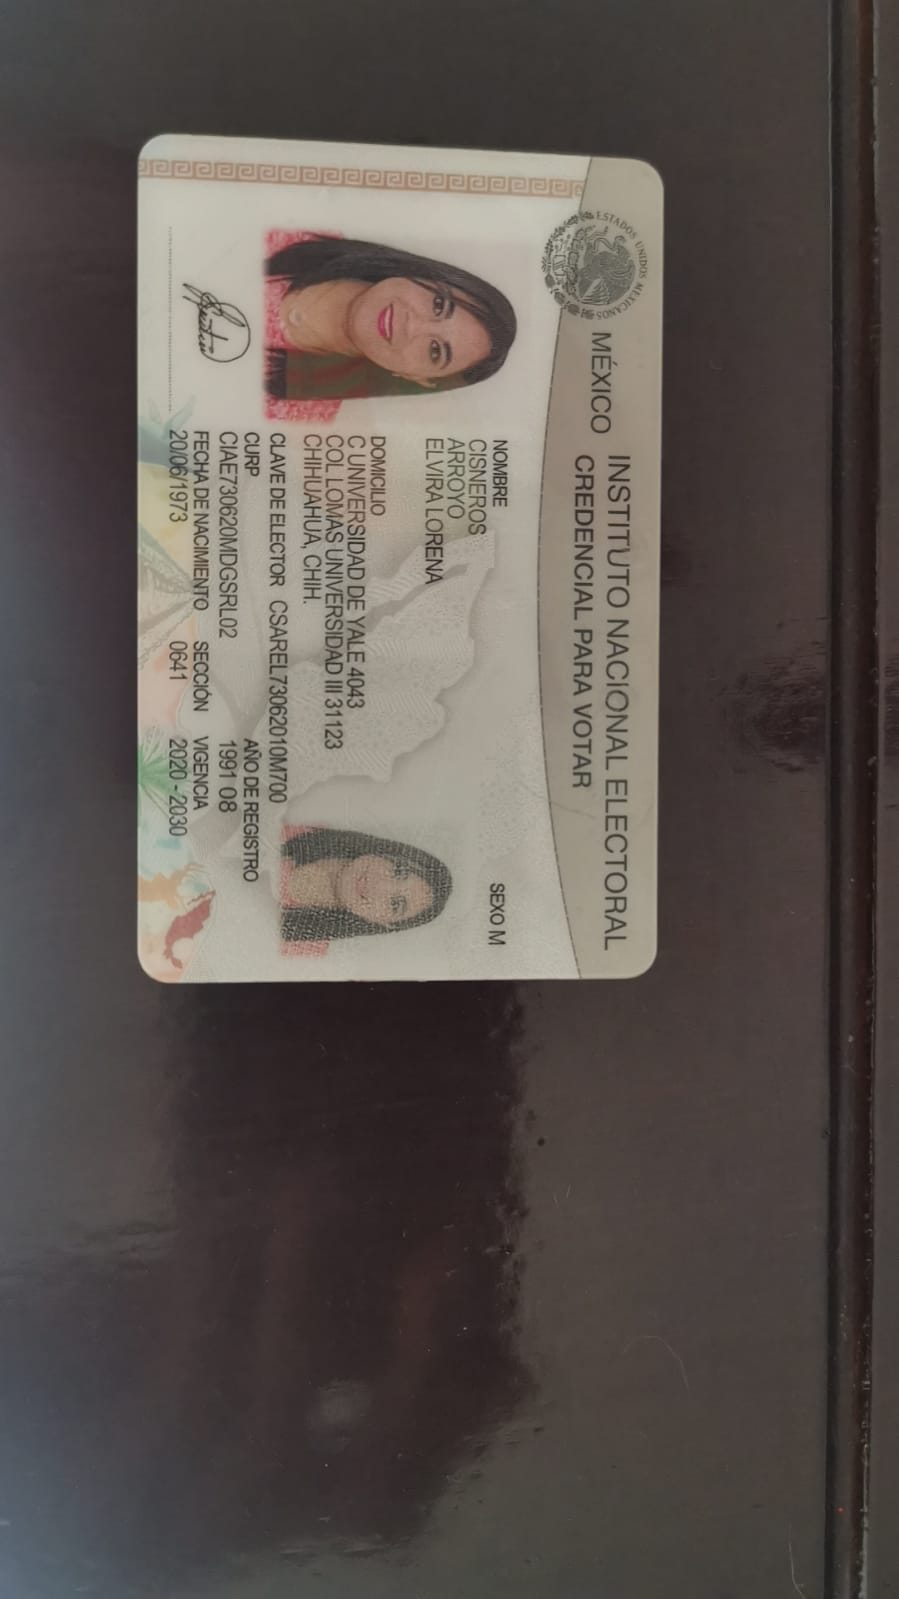 ESTADOS UNIDOS MEXICANOS
MÉXICO
INSTITUTO NACIONAL ELECTORAL
CREDENCIAL PARA VOTAR
NOMBRE
CISNEROS
ARROYO
ELVIRA LORENA
SEXO M
DOMICILIO
C UNIVERSIDAD DE YALE 4043
COL LOMAS UNIVERSIDAD III 31123
CHIHUAHUA, CHIH.
CLAVE DE ELECTOR CSAREL73062010M700
CURP
CIAE730620MDGSRL02
AÑO DE REGISTRO
1991 08
FECHA DE NACIMIENTO
20/06/1973
SECCIÓN
0641
VIGENCIA
2020 - 2030